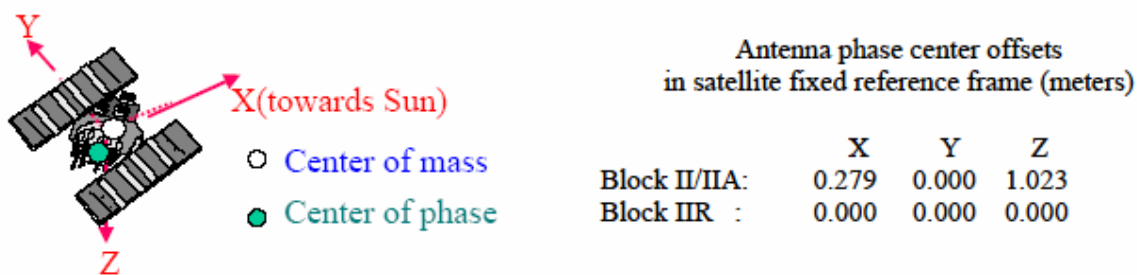 Y
X(towards Sun)
Center of mass
Center of phase
Z
Antenna phase center offsets
in satellite fixed reference frame (meters)
X Y Z
Block II/IIA: 0.279 0.000 1.023
Block IIR : 0.000 0.000 0.000